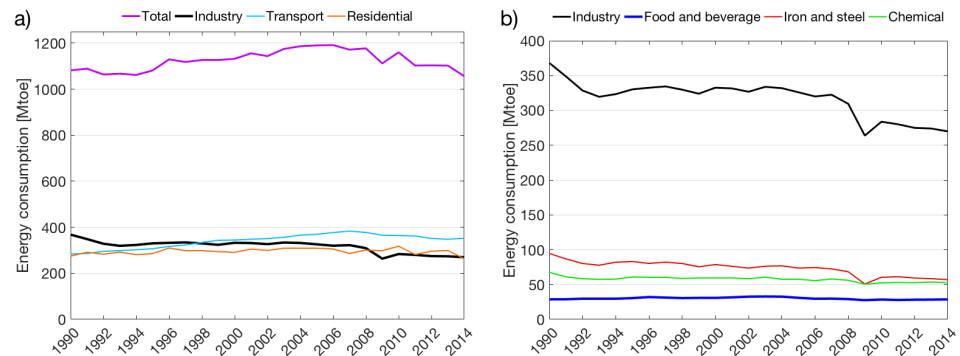 a)
Total Industry Transport Residential
Energy consumption [Mtoe]
1200
1000
800
600
400
200
0
1990 1992 1994 1996 1998 2000 2002 2004 2006 2008 2010 2012 2014
b)
Industry Food and beverage Iron and steel Chemical
Energy consumption [Mtoe]
400
350
300
250
200
150
100
50
0
1990 1992 1994 1996 1998 2000 2002 2004 2006 2008 2010 2012 2014